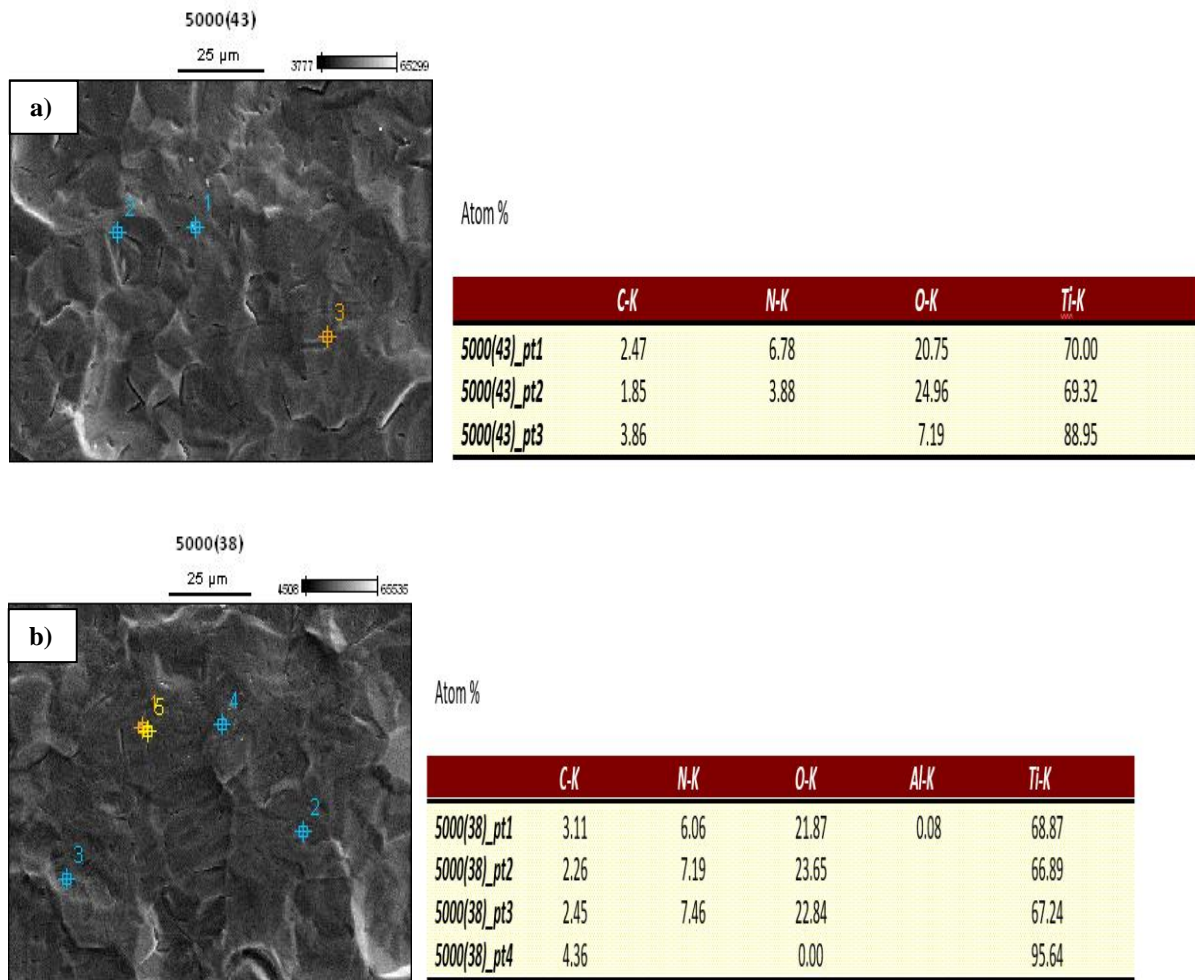 5000(43)
25 µm
3777 65299
a)
2 1
3
Atom %
C-K N-K O-K Ti-K
5000(43)_pt1 2.47 6.78 20.75 70.00
5000(43)_pt2 1.85 3.88 24.96 69.32
5000(43)_pt3 3.86 7.19 88.95
5000(38)
25 µm
4508 65535
b)
1 5 4
2
3
Atom %
C-K N-K O-K Al-K Ti-K
5000(38)_pt1 3.11 6.06 21.87 0.08 68.87
5000(38)_pt2 2.26 7.19 23.65 66.89
5000(38)_pt3 2.45 7.46 22.84 67.24
5000(38)_pt4 4.36 0.00 95.64